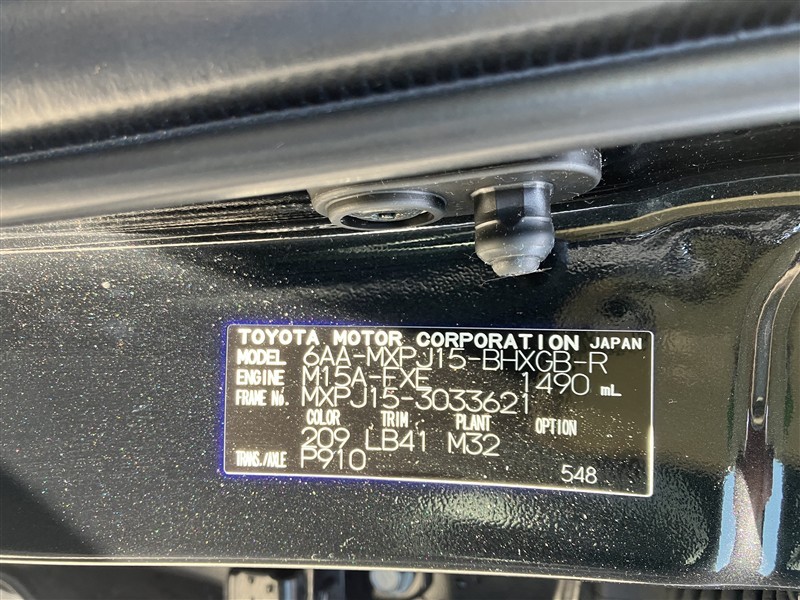 TOYOTA MOTOR CORPORATION JAPAN
MODEL 6AA-MXPJ15-BHXGB-R
ENGINE M15A-FXE 1490 mL
FRAME No. MXPJ15-3033621
COLOR TRIM PLANT OPTION
209 LB41 M32
TRANS./AXLE P910
548